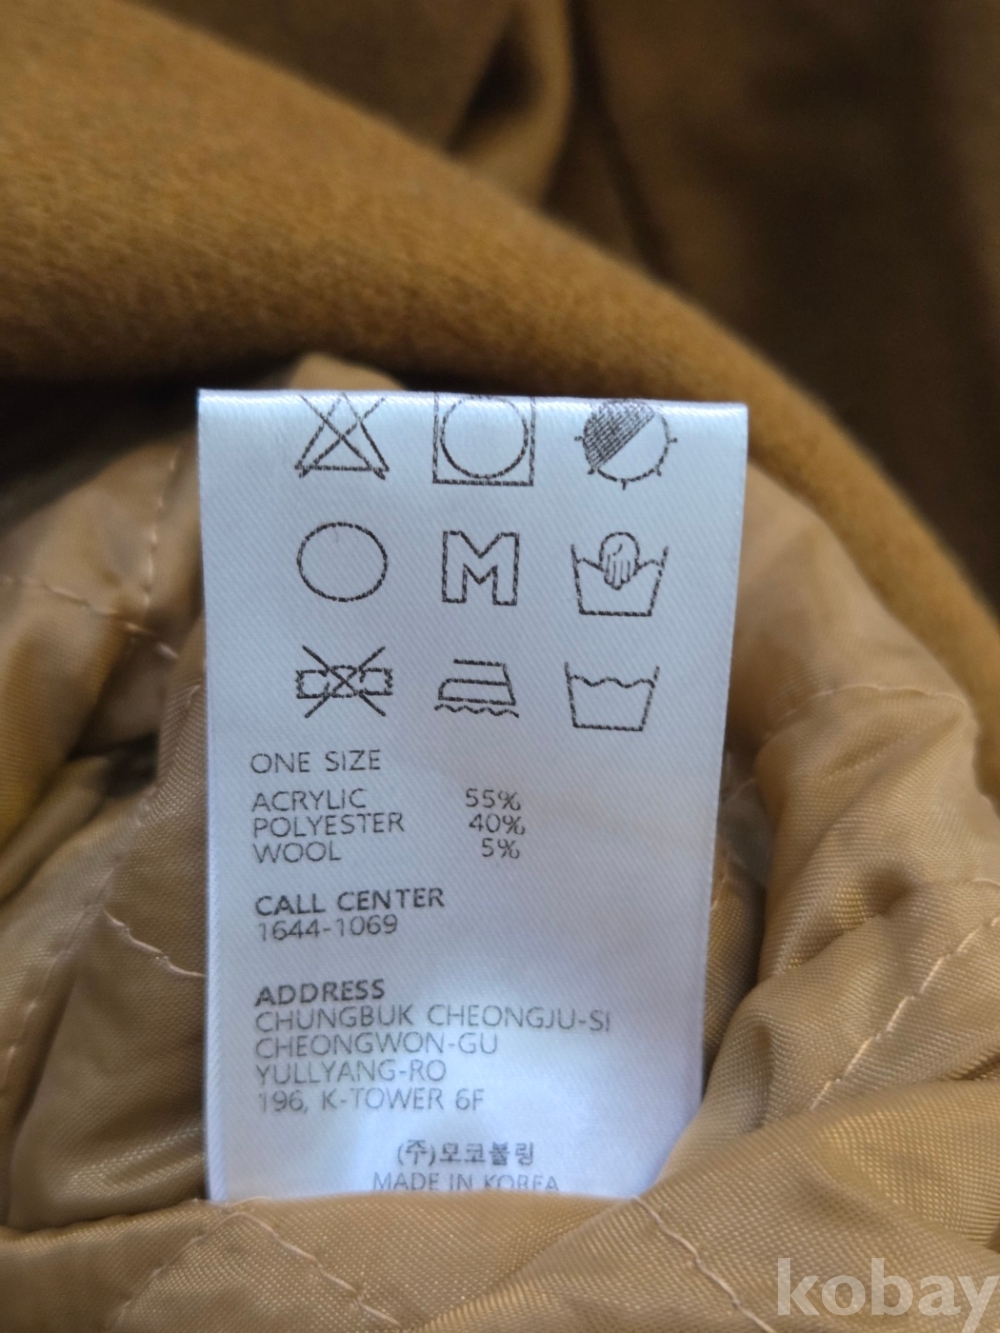 M
ONE SIZE
ACRYLIC 55%
POLYESTER 40%
WOOL 5%
CALL CENTER
1644-1069
ADDRESS
CHUNGBUK CHEONGJU-SI
CHEONGWON-GU
YULLYANG-RO
196, K-TOWER 6F
(주)모코블링
MADE IN KOREA
kobay